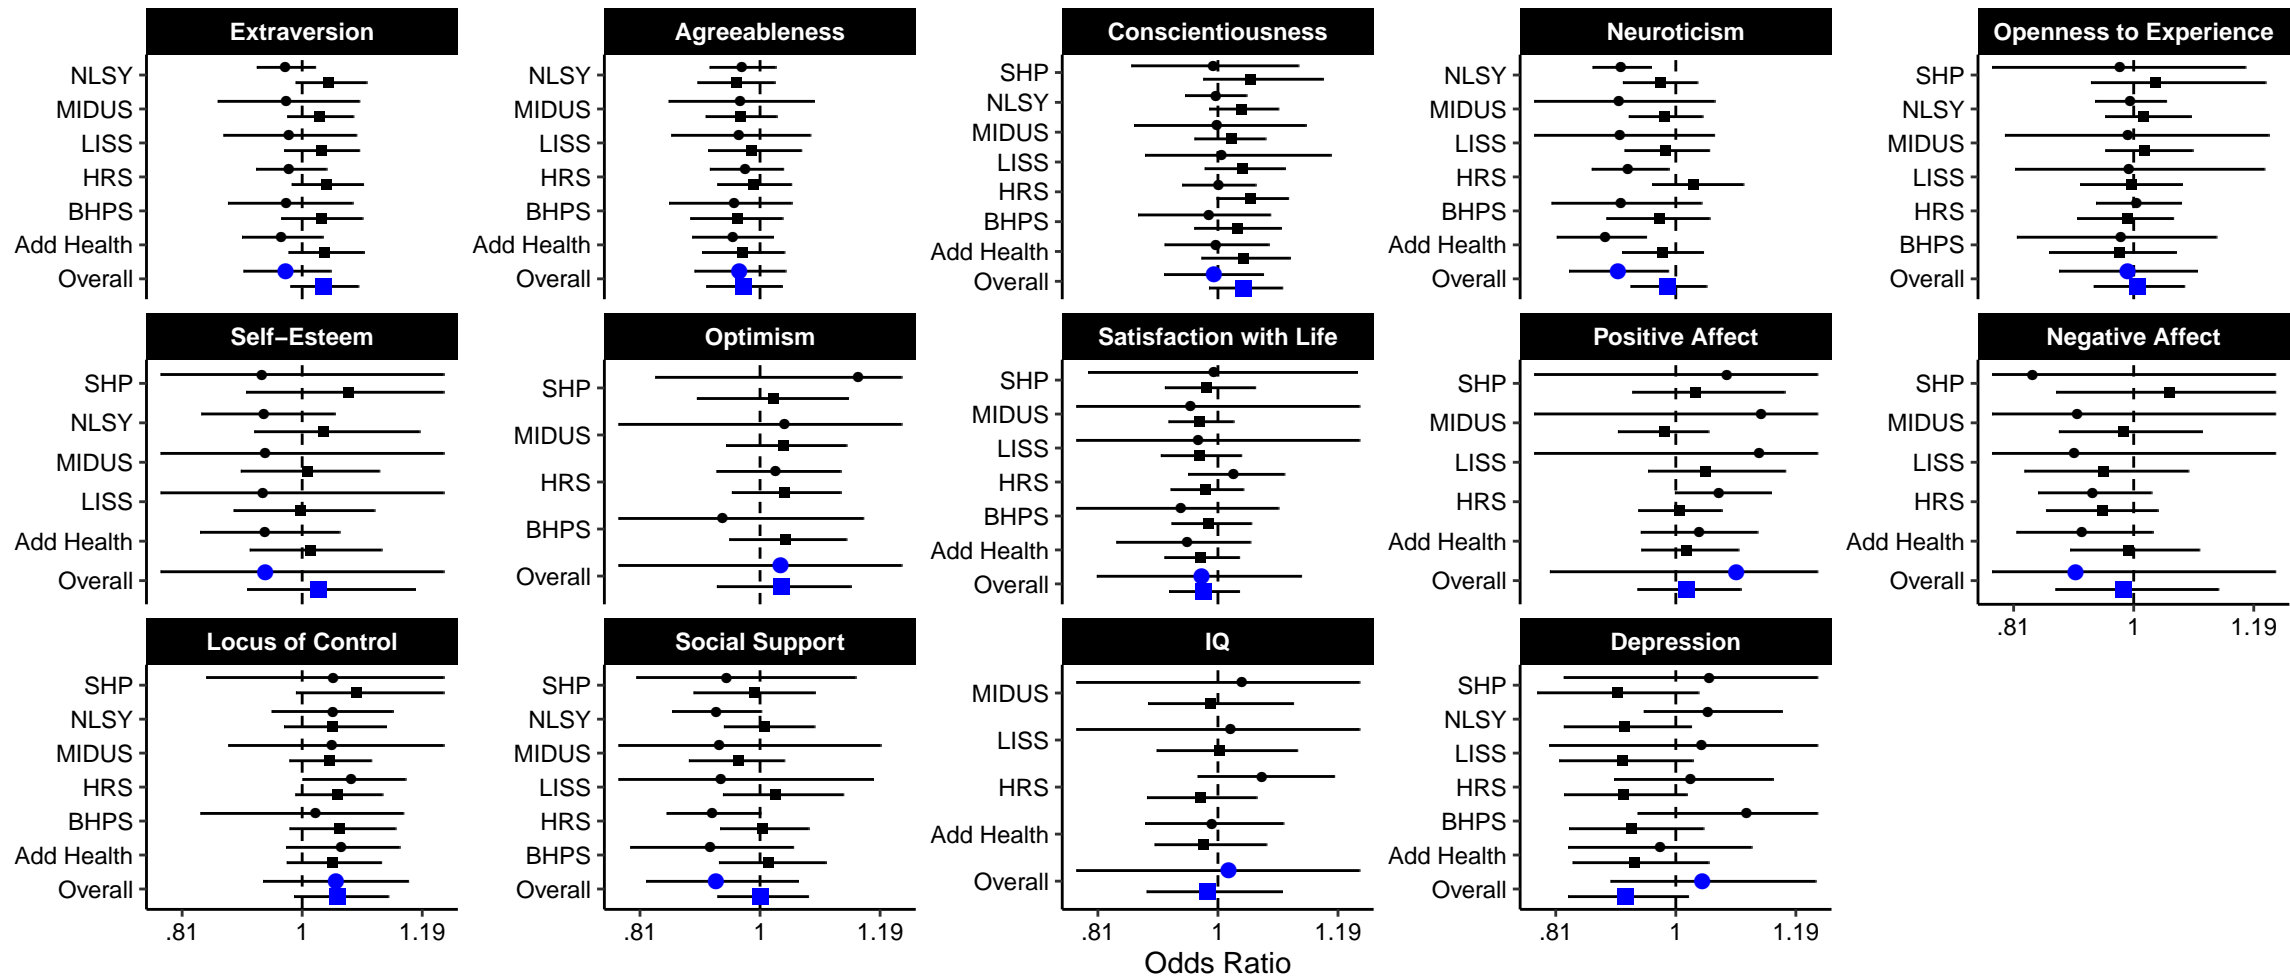 Extraversion
NLSY
MIDUS
LISS
HRS
BHPS
Add Health
Overall
Agreeableness
NLSY
MIDUS
LISS
HRS
BHPS
Add Health
Overall
Conscientiousness
SHP
NLSY
MIDUS
LISS
HRS
BHPS
Add Health
Overall
Neuroticism
NLSY
MIDUS
LISS
HRS
BHPS
Add Health
Overall
Openness to Experience
SHP
NLSY
MIDUS
LISS
HRS
BHPS
Overall
Self−Esteem
SHP
NLSY
MIDUS
LISS
Add Health
Overall
Optimism
SHP
MIDUS
HRS
BHPS
Overall
Satisfaction with Life
SHP
MIDUS
LISS
HRS
BHPS
Add Health
Overall
Positive Affect
SHP
MIDUS
LISS
HRS
Add Health
Overall
Negative Affect
SHP
MIDUS
LISS
HRS
Add Health
Overall
.81 1 1.19
Locus of Control
SHP
NLSY
MIDUS
HRS
BHPS
Add Health
Overall
.81 1 1.19
Social Support
SHP
NLSY
MIDUS
LISS
HRS
BHPS
Overall
.81 1 1.19
IQ
MIDUS
LISS
HRS
Add Health
Overall
.81 1 1.19
Depression
SHP
NLSY
LISS
HRS
BHPS
Add Health
Overall
.81 1 1.19
Odds Ratio